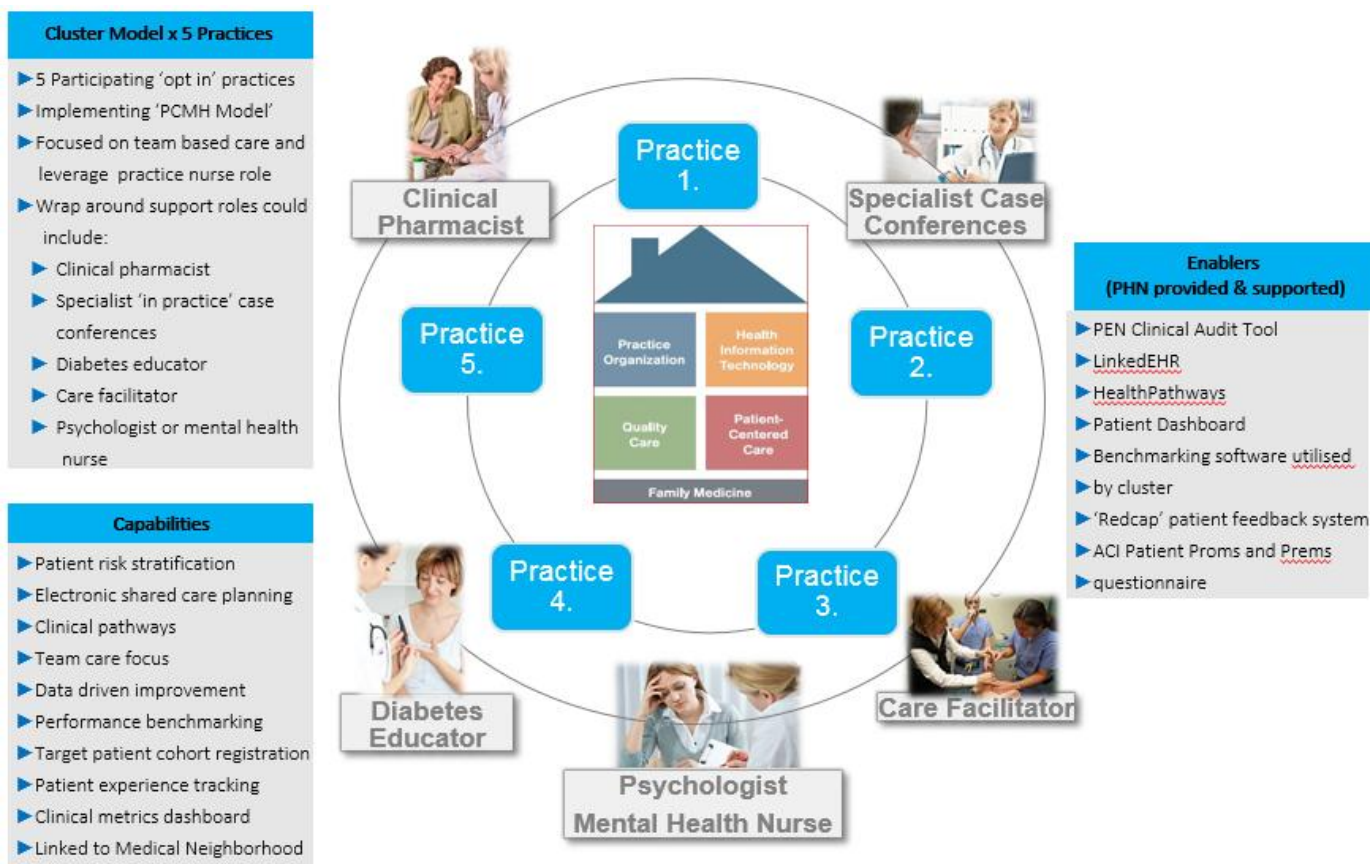 Cluster Model x 5 Practices
►5 Participating ‘opt in’ practices
►Implementing ‘PCMH Model’
►Focused on team based care and
leverage practice nurse role
►Wrap around support roles could
include:
► Clinical pharmacist
► Specialist ‘in practice’ case
conferences
► Diabetes educator
► Care facilitator
► Psychologist or mental health
nurse
Capabilities
►Patient risk stratification
►Electronic shared care planning
►Clinical pathways
►Team care focus
►Data driven improvement
►Performance benchmarking
►Target patient cohort registration
►Patient experience tracking
►Clinical metrics dashboard
►Linked to Medical Neighborhood
Clinical
Pharmacist
Practice
1.
Specialist Case
Conferences
Practice
5.
Practice
2.
Practice
Organization
Health
Information
Technology
Quality
Care
Patient-
Centered
Care
Family Medicine
Practice
4.
Practice
3.
Diabetes
Educator
Psychologist
Mental Health Nurse
Care Facilitator
Enablers
(PHN provided & supported)
►PEN Clinical Audit Tool
►LinkedEHR
►HealthPathways
►Patient Dashboard
►Benchmarking software utilised
►by cluster
►‘Redcap’ patient feedback system
►ACI Patient Proms and Prems
►questionnaire